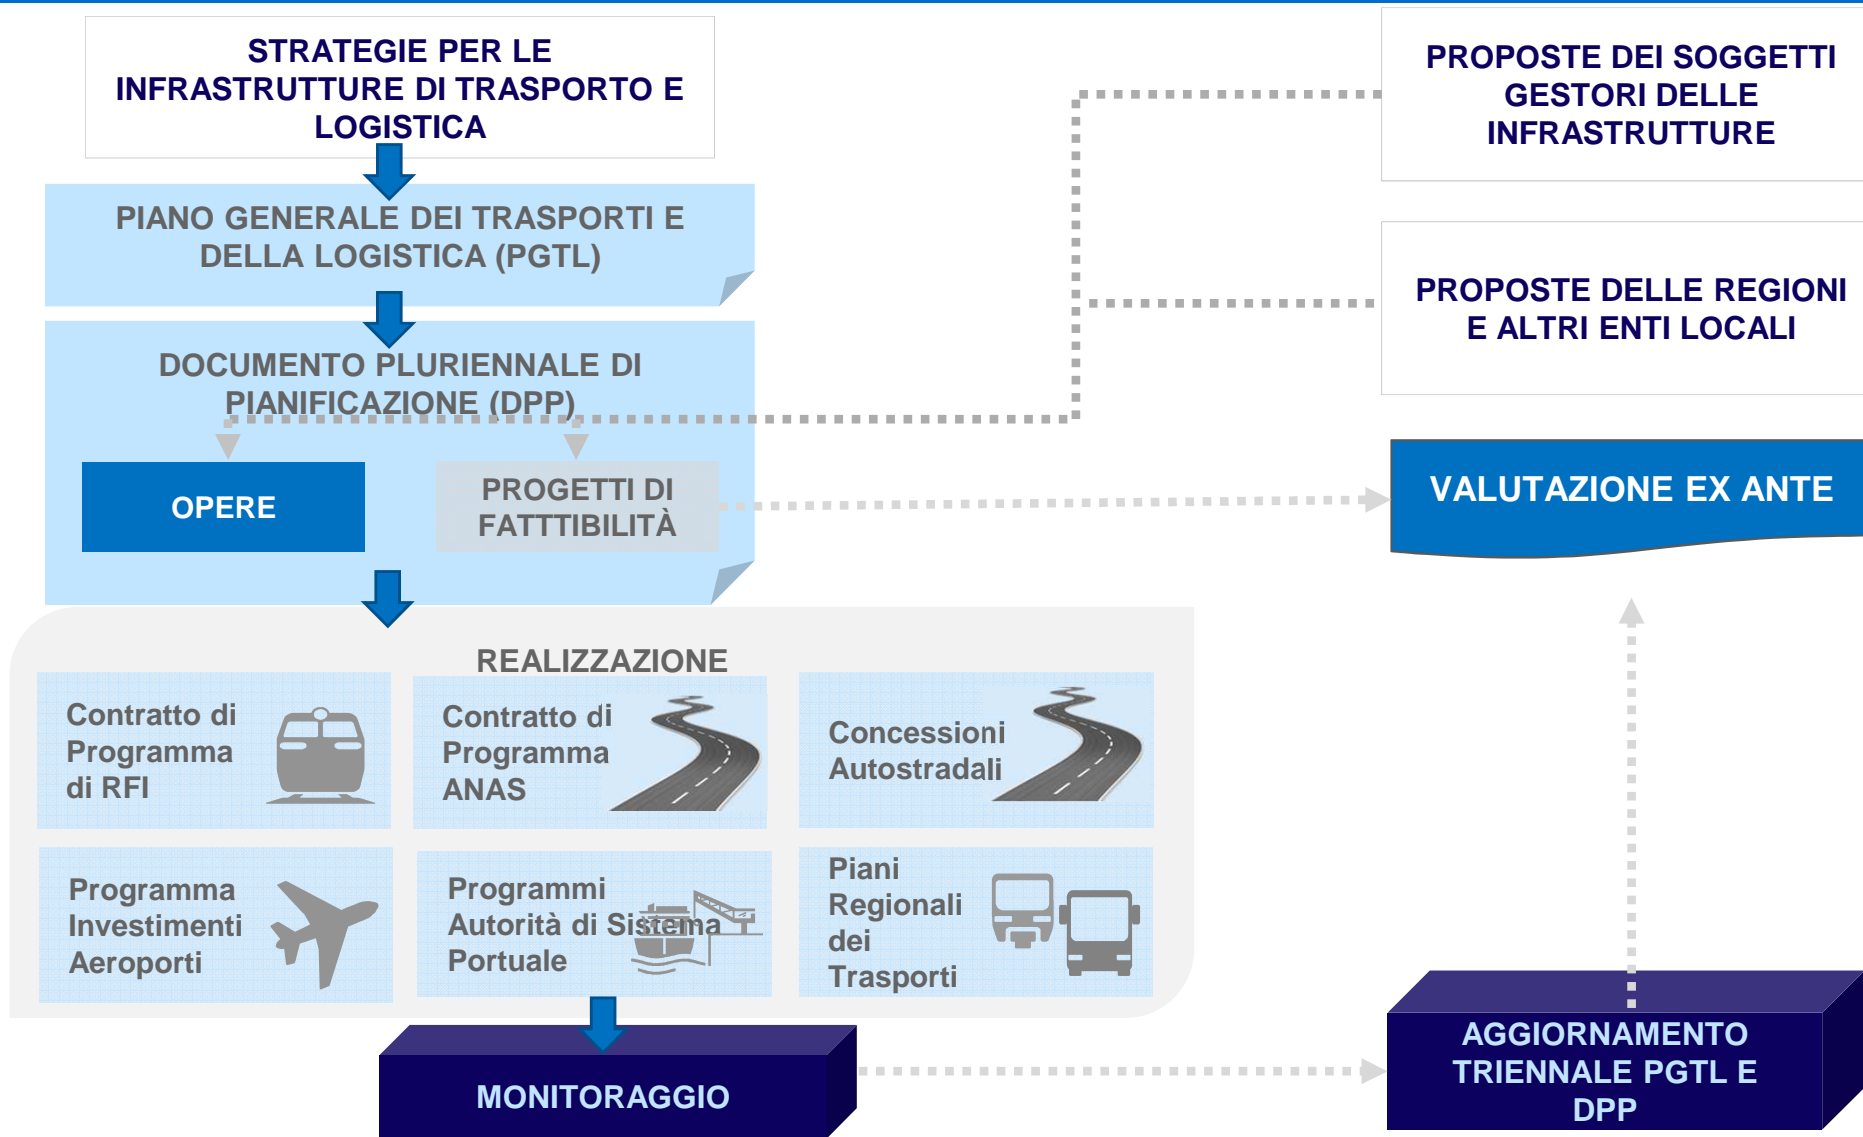 STRATEGIE PER LE
INFRASTRUTTURE DI TRASPORTO E
LOGISTICA
PIANO GENERALE DEI TRASPORTI E
DELLA LOGISTICA (PGTL)
DOCUMENTO PLURIENNALE DI
PIANIFICAZIONE (DPP)
OPERE
PROGETTI DI
FATTTIBILITÀ
PROPOSTE DEI SOGGETTI
GESTORI DELLE
INFRASTRUTTURE
PROPOSTE DELLE REGIONI
E ALTRI ENTI LOCALI
VALUTAZIONE EX ANTE
REALIZZAZIONE
Contratto di
Programma
di RFI
Contratto di
Programma
ANAS
Concessioni
Autostradali
Programma
Investimenti
Aeroporti
Programmi
Autorità di Sistema
Portuale
Piani
Regionali
dei
Trasporti
MONITORAGGIO
AGGIORNAMENTO
TRIENNALE PGTL E
DPP